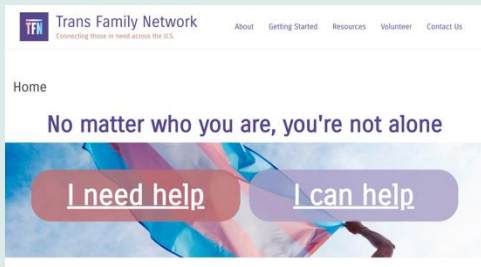 TFN Trans Family Network
Connecting those in need across the U.S.
About Getting Started Resources Volunteer Contact Us
Home
No matter who you are, you're not alone
I need help I can help